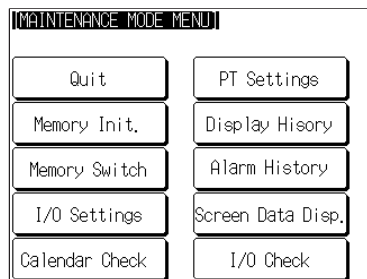 [MAINTENANCE MODE MENU]
Quit
PT Settings
Memory Init.
Display Hisory
Memory Switch
Alarm History
I/O Settings
Screen Data Disp.
Calendar Check
I/O Check